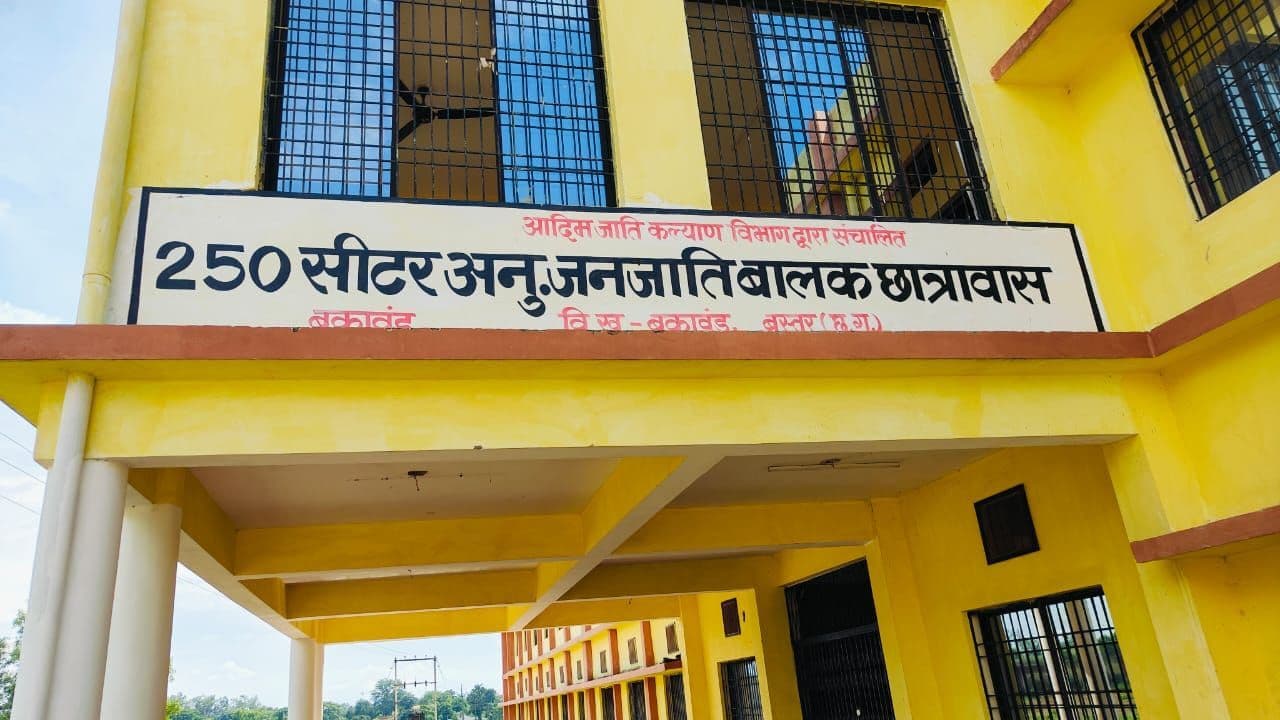 आदिम जाति कल्याण विभाग द्वारा संचालित
250 सीटर अनु.जनजाति बालक छात्रावास
बकावंड वि.ख.- बकावंड, बस्तर (छ.ग.)